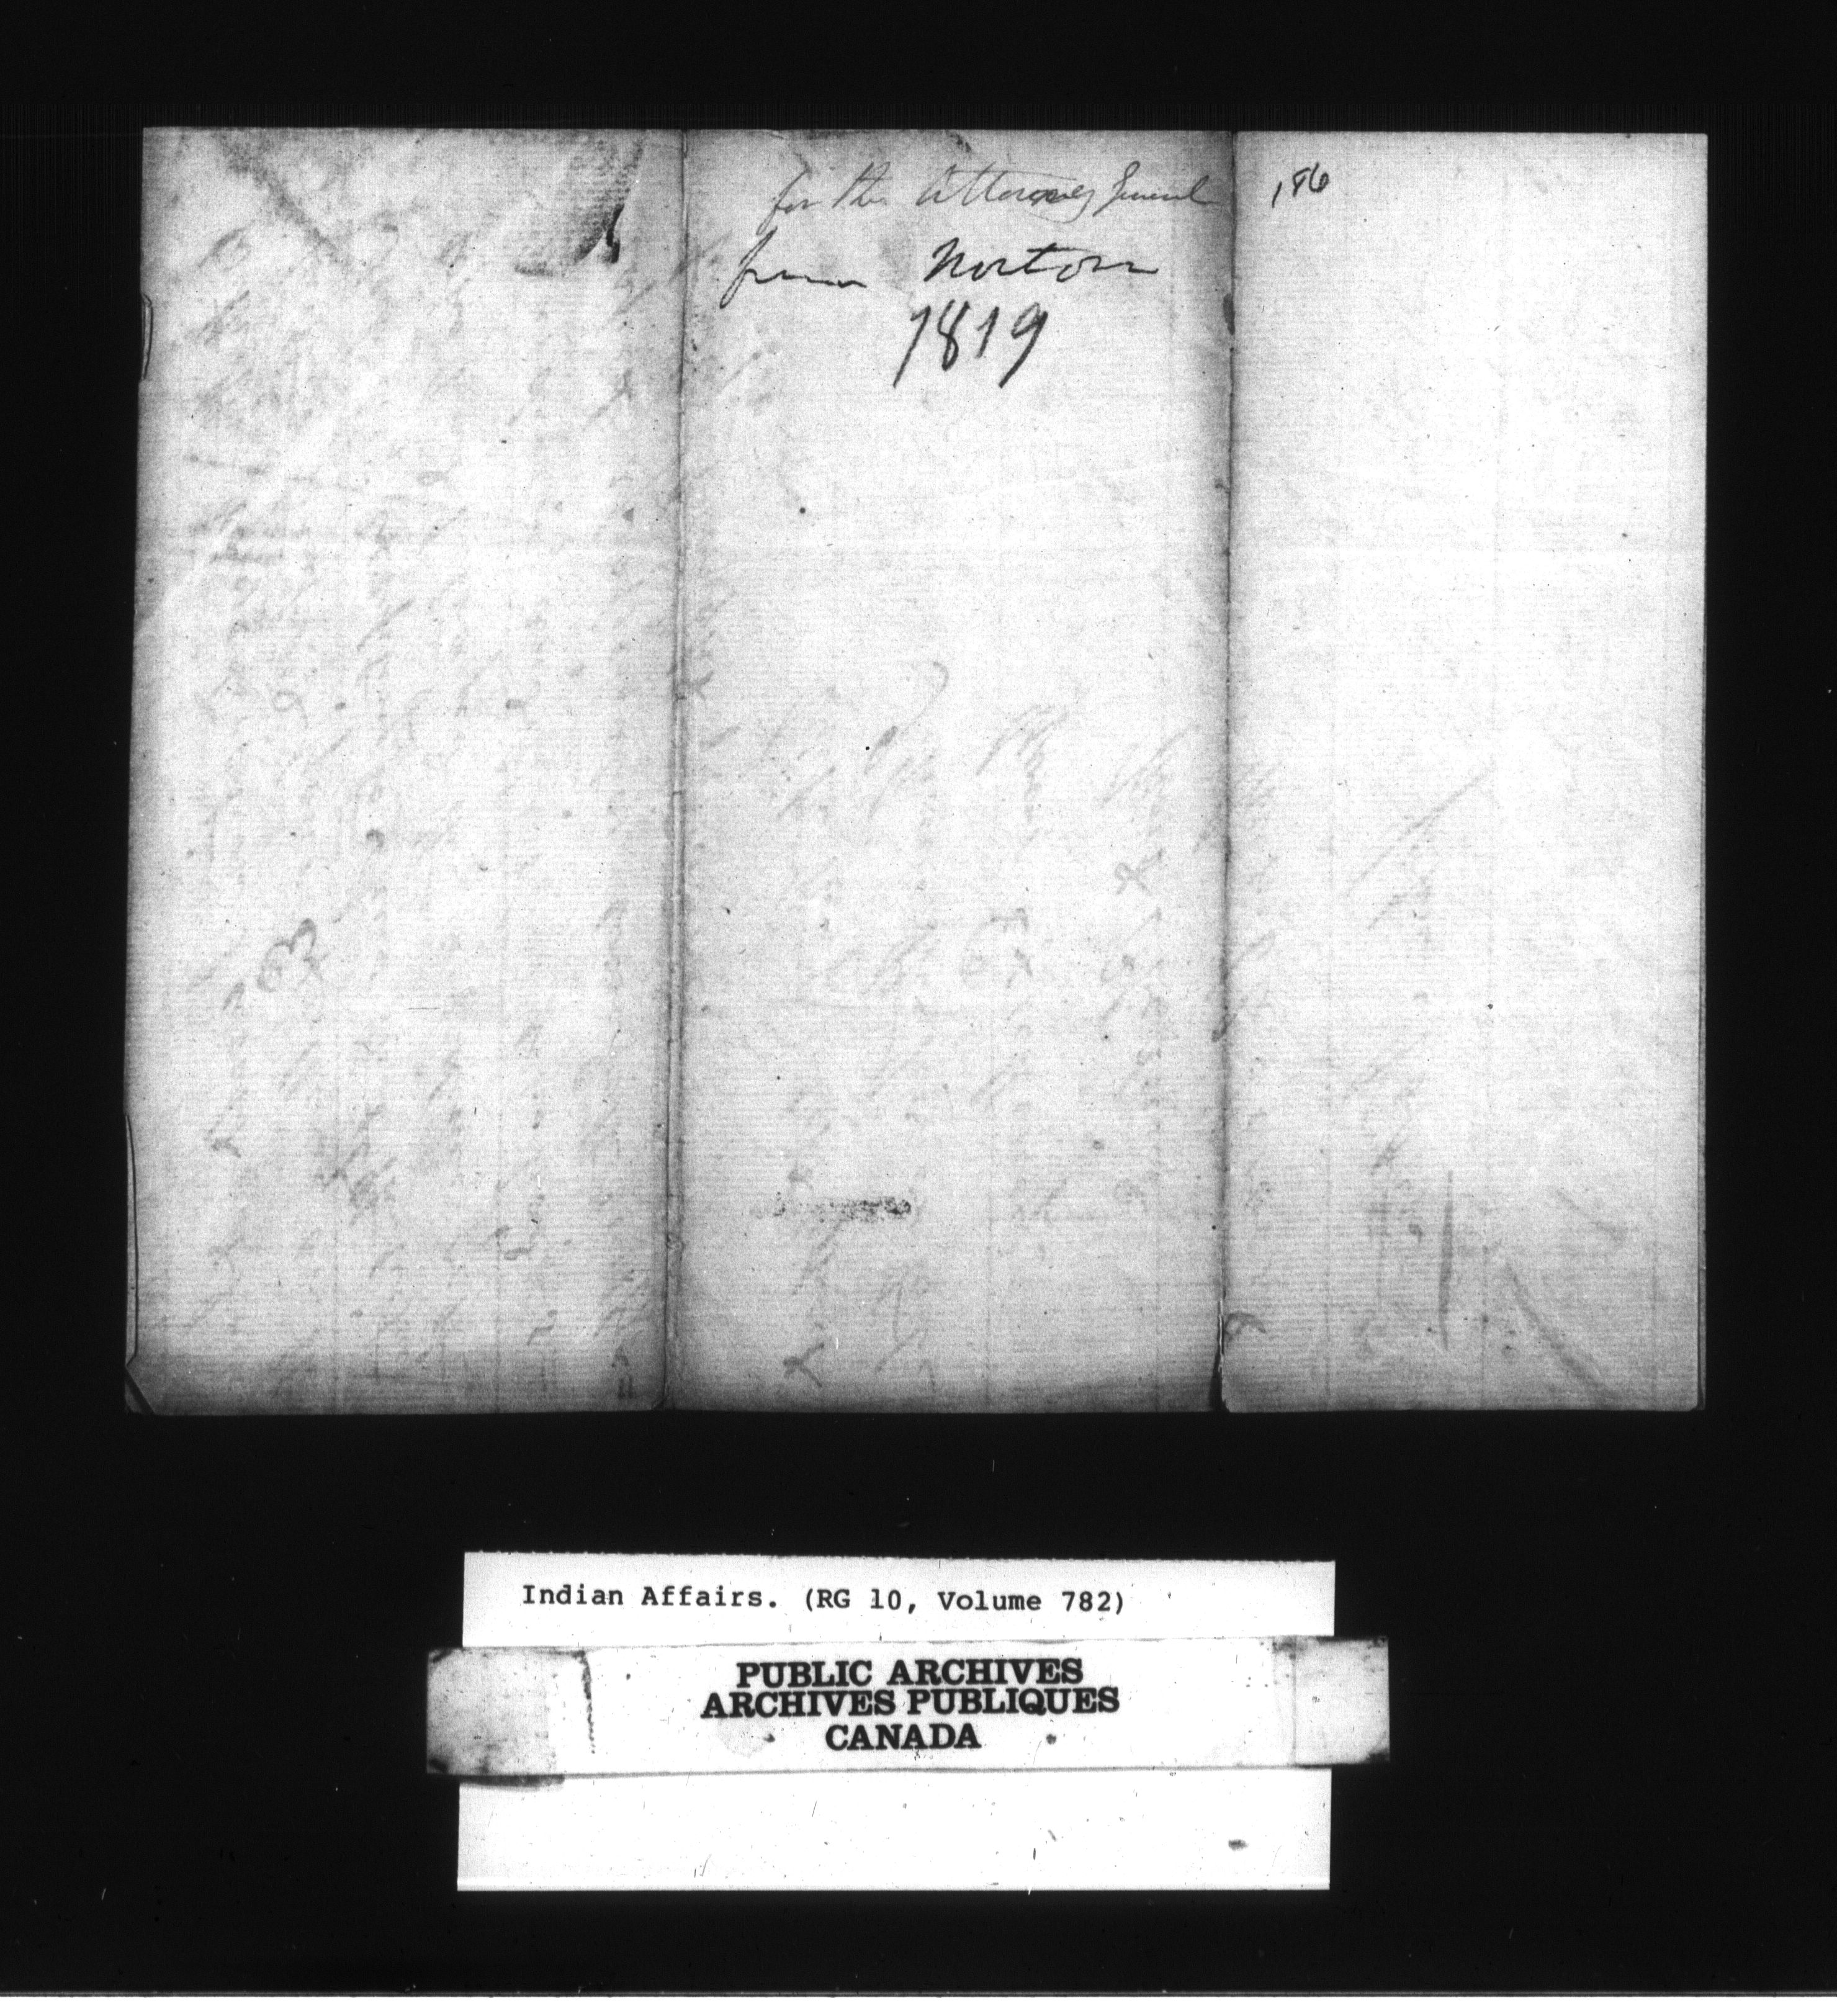 for the Attorney General
from Norton
1819
186
Indian Affairs. (RG 10, Volume 782)
PUBLIC ARCHIVES
ARCHIVES PUBLIQUES
CANADA